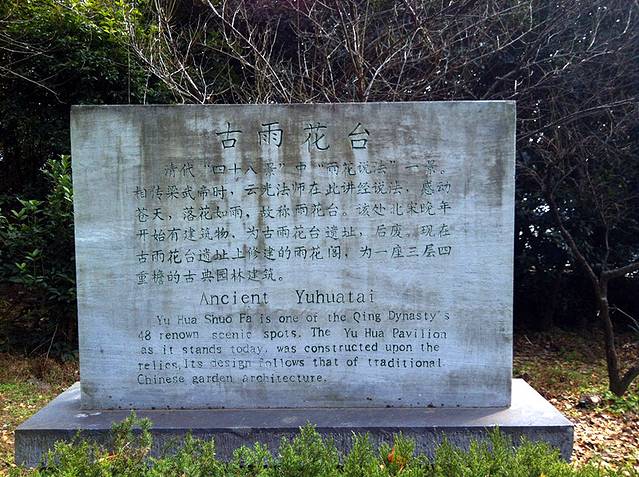 古雨花台
清代“四十八景”中“雨花说法”一景。
相传梁武帝时，云光法师在此讲经说法，感动
苍天，落花如雨，故称雨花台。该处北宋晚年
开始有建筑物，为古雨花台遗址，后废。现在
古雨花台遗址上修建的雨花阁，为一座三层四
重檐的古典园林建筑。
Ancient Yuhuatai
Yu Hua Shuo Fa is one of the Qing Dynasty's
48 renown scenic spots. The Yu Hua Pavilion
as it stands today, was constructed upon the
relics,Its design follows that of traditional
Chinese garden architecture.